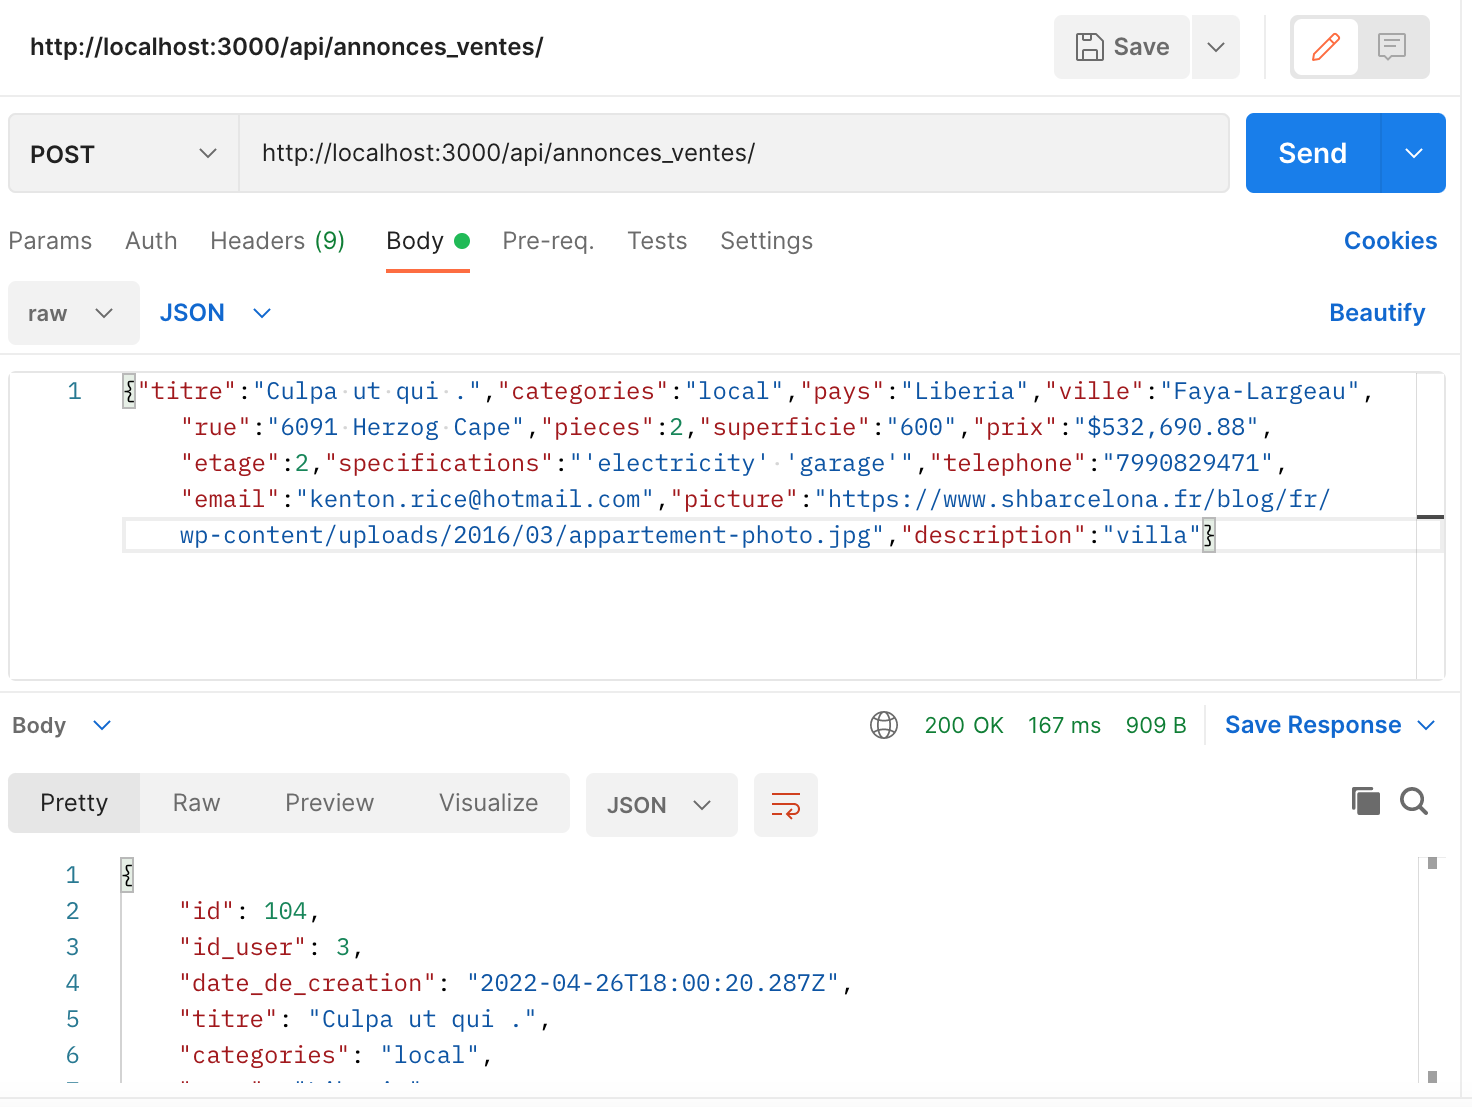 http://localhost:3000/api/annonces_ventes/
Save
POST
http://localhost:3000/api/annonces_ventes/
Send
Params Auth Headers (9) Body Pre-req. Tests Settings Cookies
raw JSON Beautify
1 {"titre":"Culpa ut qui .","categories":"local","pays":"Liberia","ville":"Faya-Largeau",
"rue":"6091 Herzog Cape","pieces":2,"superficie":"600","prix":"$532,690.88",
"etage":2,"specifications":"'electricity' 'garage'","telephone":"7990829471",
"email":"kenton.rice@hotmail.com","picture":"https://www.shbarcelona.fr/blog/fr/
wp-content/uploads/2016/03/appartement-photo.jpg","description":"villa"}
Body 200 OK 167 ms 909 B Save Response
Pretty Raw Preview Visualize JSON
1 {
2 "id": 104,
3 "id_user": 3,
4 "date_de_creation": "2022-04-26T18:00:20.287Z",
5 "titre": "Culpa ut qui .",
6 "categories": "local",